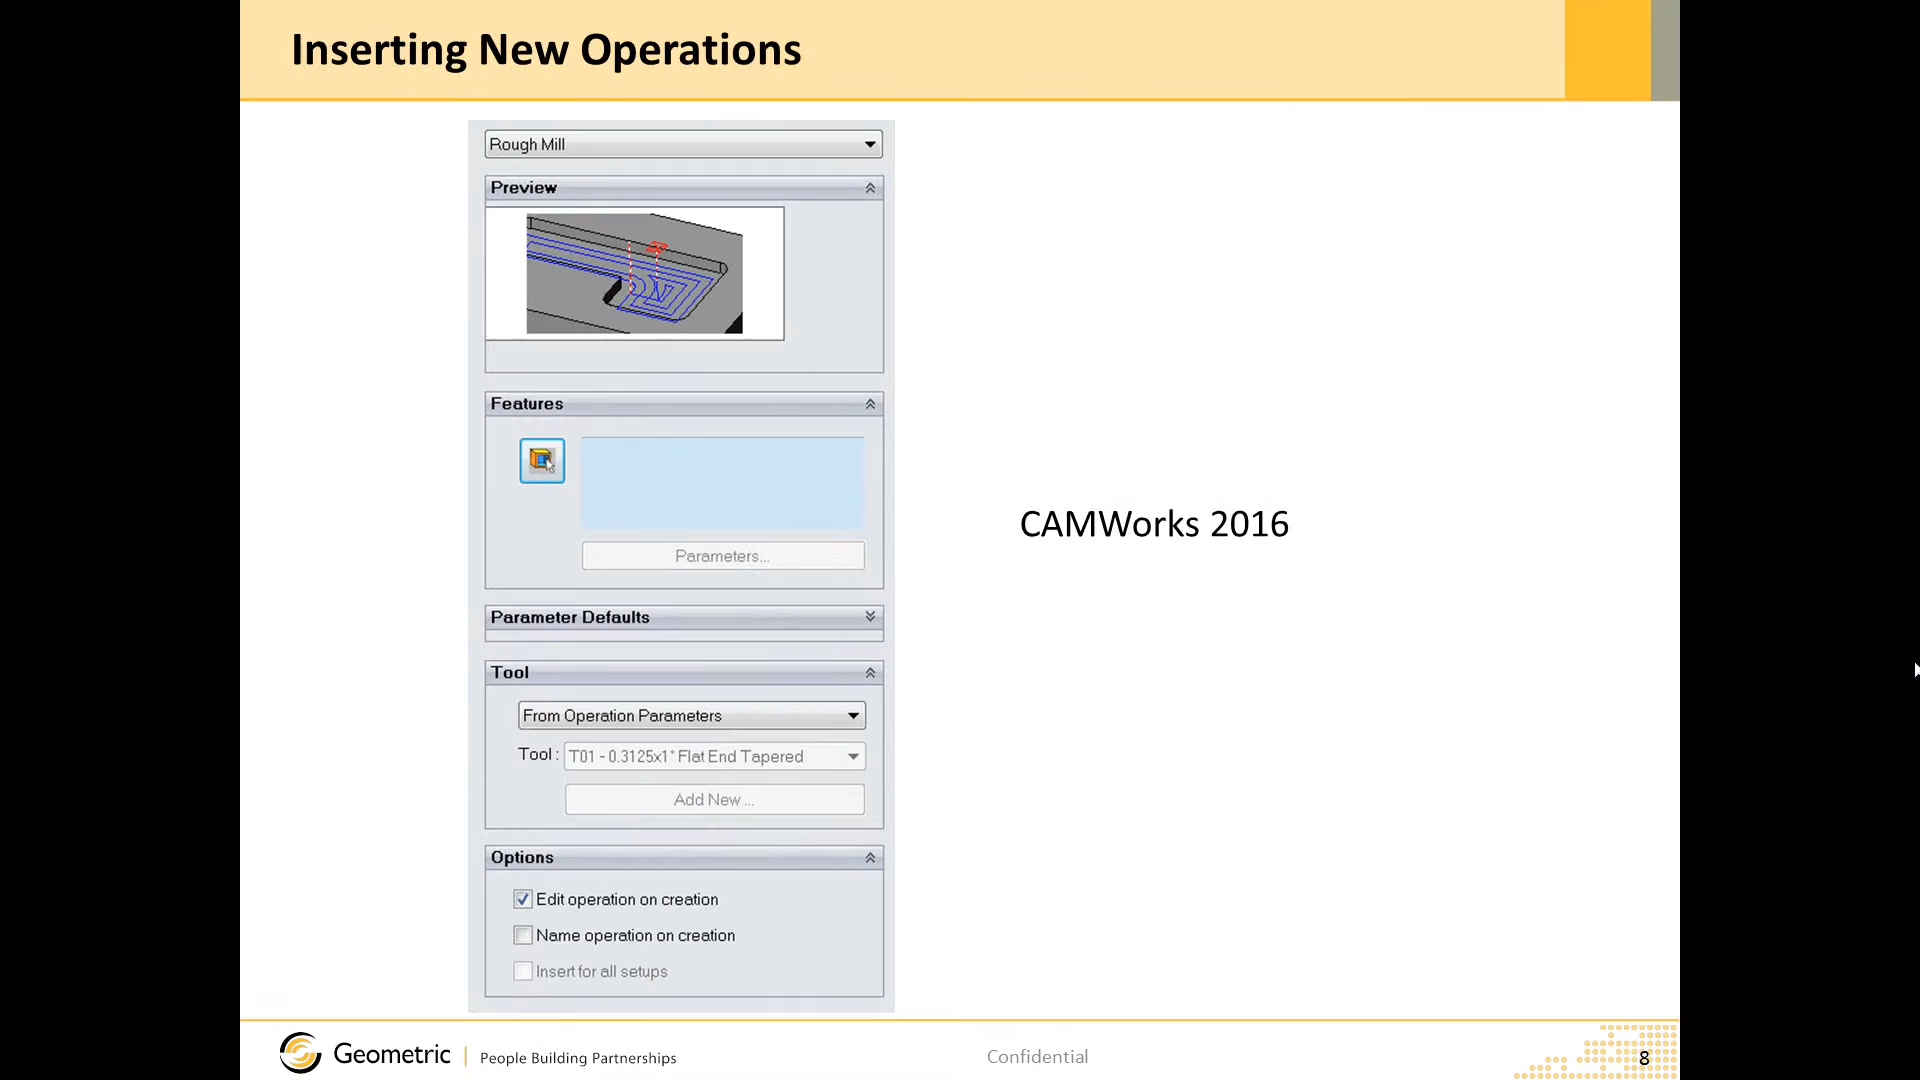 Inserting New Operations
Rough Mill
Preview
Features
Parameters...
CAMWorks 2016
Parameter Defaults
Tool
From Operation Parameters
Tool : T01 - 0.3125x1° Flat End Tapered
Add New ...
Options
Edit operation on creation
Name operation on creation
Insert for all setups
Geometric | People Building Partnerships
Confidential
8